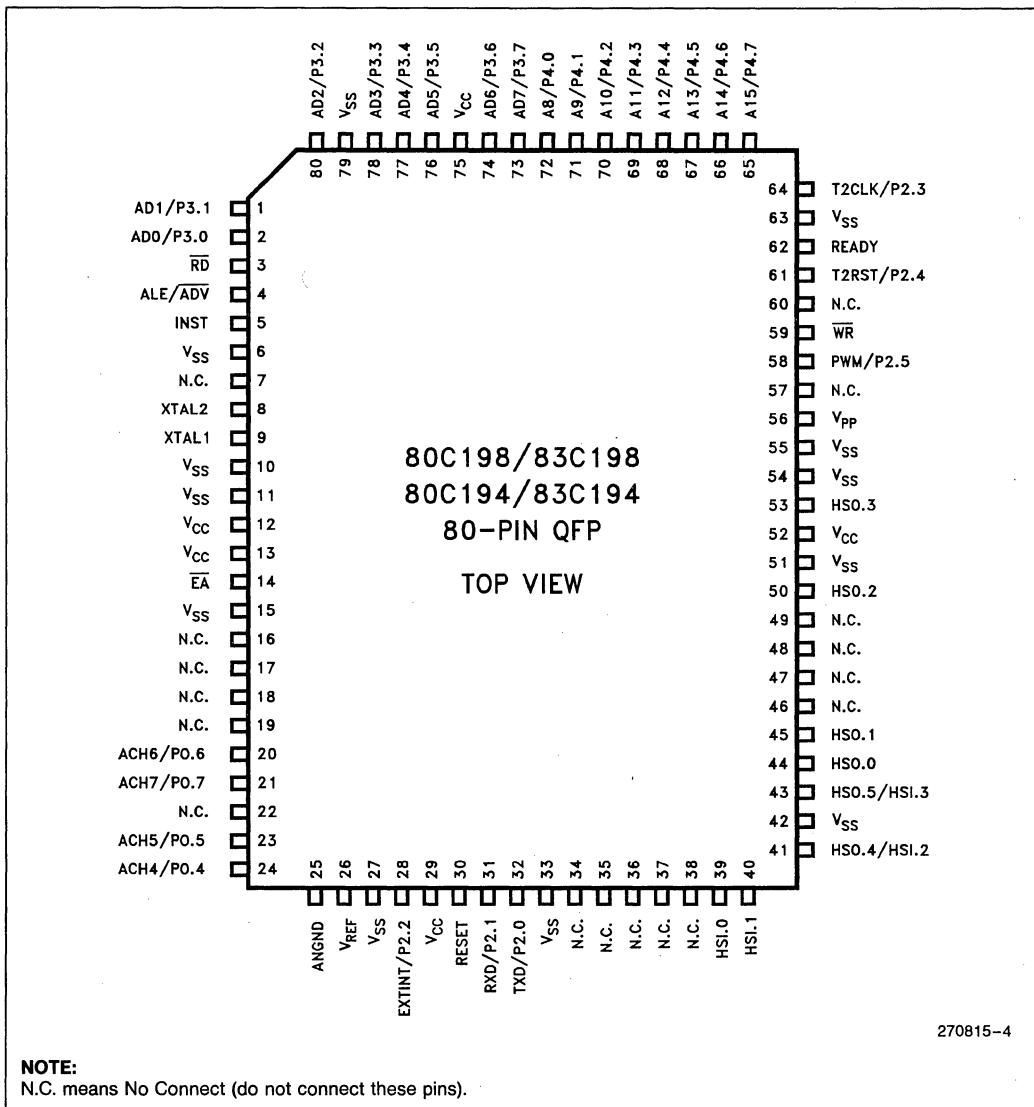 AD2/P3.2
VSS
AD3/P3.3
AD4/P3.4
AD5/P3.5
VCC
AD6/P3.6
AD7/P3.7
A8/P4.0
A9/P4.1
A10/P4.2
A11/P4.3
A12/P4.4
A13/P4.5
A14/P4.6
A15/P4.7
80
79
78
77
76
75
74
73
72
71
70
69
68
67
66
65
AD1/P3.1 1
AD0/P3.0 2
RD 3
ALE/ADV 4
INST 5
VSS 6
N.C. 7
XTAL2 8
XTAL1 9
VSS 10
VSS 11
VCC 12
VCC 13
EA 14
VSS 15
N.C. 16
N.C. 17
N.C. 18
N.C. 19
ACH6/P0.6 20
ACH7/P0.7 21
N.C. 22
ACH5/P0.5 23
ACH4/P0.4 24
80C198/83C198
80C194/83C194
80-PIN QFP
TOP VIEW
64 T2CLK/P2.3
63 VSS
62 READY
61 T2RST/P2.4
60 N.C.
59 WR
58 PWM/P2.5
57 N.C.
56 VPP
55 VSS
54 VSS
53 HSO.3
52 VCC
51 VSS
50 HSO.2
49 N.C.
48 N.C.
47 N.C.
46 N.C.
45 HSO.1
44 HSO.0
43 HSO.5/HSI.3
42 VSS
41 HSO.4/HSI.2
25
26
27
28
29
30
31
32
33
34
35
36
37
38
39
40
ANGND
VREF
VSS
EXTINT/P2.2
VCC
RESET
RXD/P2.1
TXD/P2.0
VSS
N.C.
N.C.
N.C.
N.C.
N.C.
HSI.0
HSI.1
270815-4
NOTE:
N.C. means No Connect (do not connect these pins).